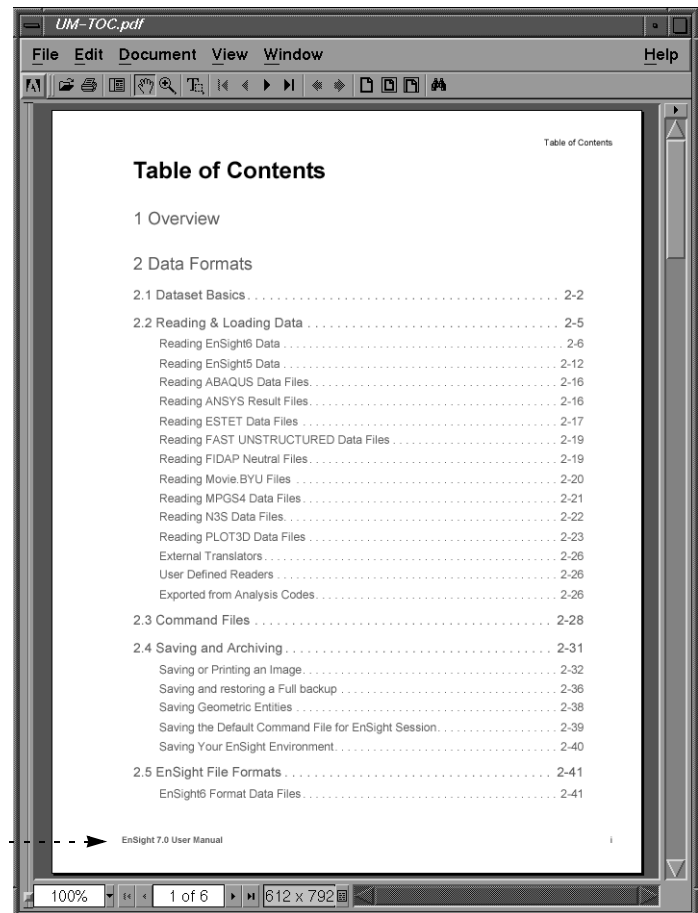 UM-TOC.pdf
File Edit Document View Window Help
Table of Contents
Table of Contents
1 Overview
2 Data Formats
2.1 Dataset Basics . . . . . . . . . . . . . . . . . . . . 2-2
2.2 Reading & Loading Data . . . . . . . . . . . . . . . . . . . . 2-5
Reading EnSight6 Data . . . . . . . . . . . . . . . . . . . . 2-6
Reading EnSight5 Data . . . . . . . . . . . . . . . . . . . . 2-12
Reading ABAQUS Data Files. . . . . . . . . . . . . . . . . . . . 2-16
Reading ANSYS Result Files. . . . . . . . . . . . . . . . . . . . 2-16
Reading ESTET Data Files . . . . . . . . . . . . . . . . . . . . 2-17
Reading FAST UNSTRUCTURED Data Files . . . . . . . . . . . . . . . . . . . . 2-19
Reading FIDAP Neutral Files. . . . . . . . . . . . . . . . . . . . 2-19
Reading Movie.BYU Files . . . . . . . . . . . . . . . . . . . . 2-20
Reading MPGS4 Data Files. . . . . . . . . . . . . . . . . . . . 2-21
Reading N3S Data Files. . . . . . . . . . . . . . . . . . . . 2-22
Reading PLOT3D Data Files . . . . . . . . . . . . . . . . . . . . 2-23
External Translators . . . . . . . . . . . . . . . . . . . . 2-26
User Defined Readers . . . . . . . . . . . . . . . . . . . . 2-26
Exported from Analysis Codes. . . . . . . . . . . . . . . . . . . . 2-26
2.3 Command Files . . . . . . . . . . . . . . . . . . . . 2-28
2.4 Saving and Archiving . . . . . . . . . . . . . . . . . . . . 2-31
Saving or Printing an Image. . . . . . . . . . . . . . . . . . . . 2-32
Saving and restoring a Full backup . . . . . . . . . . . . . . . . . . . . 2-36
Saving Geometric Entities . . . . . . . . . . . . . . . . . . . . 2-38
Saving the Default Command File for EnSight Session. . . . . . . . . . . . . . . . . . . . 2-39
Saving Your EnSight Environment. . . . . . . . . . . . . . . . . . . . 2-40
2.5 EnSight File Formats . . . . . . . . . . . . . . . . . . . . 2-41
EnSight6 Format Data Files. . . . . . . . . . . . . . . . . . . . 2-41
EnSight 7.0 User Manual i
100% 1 of 6 612 x 792